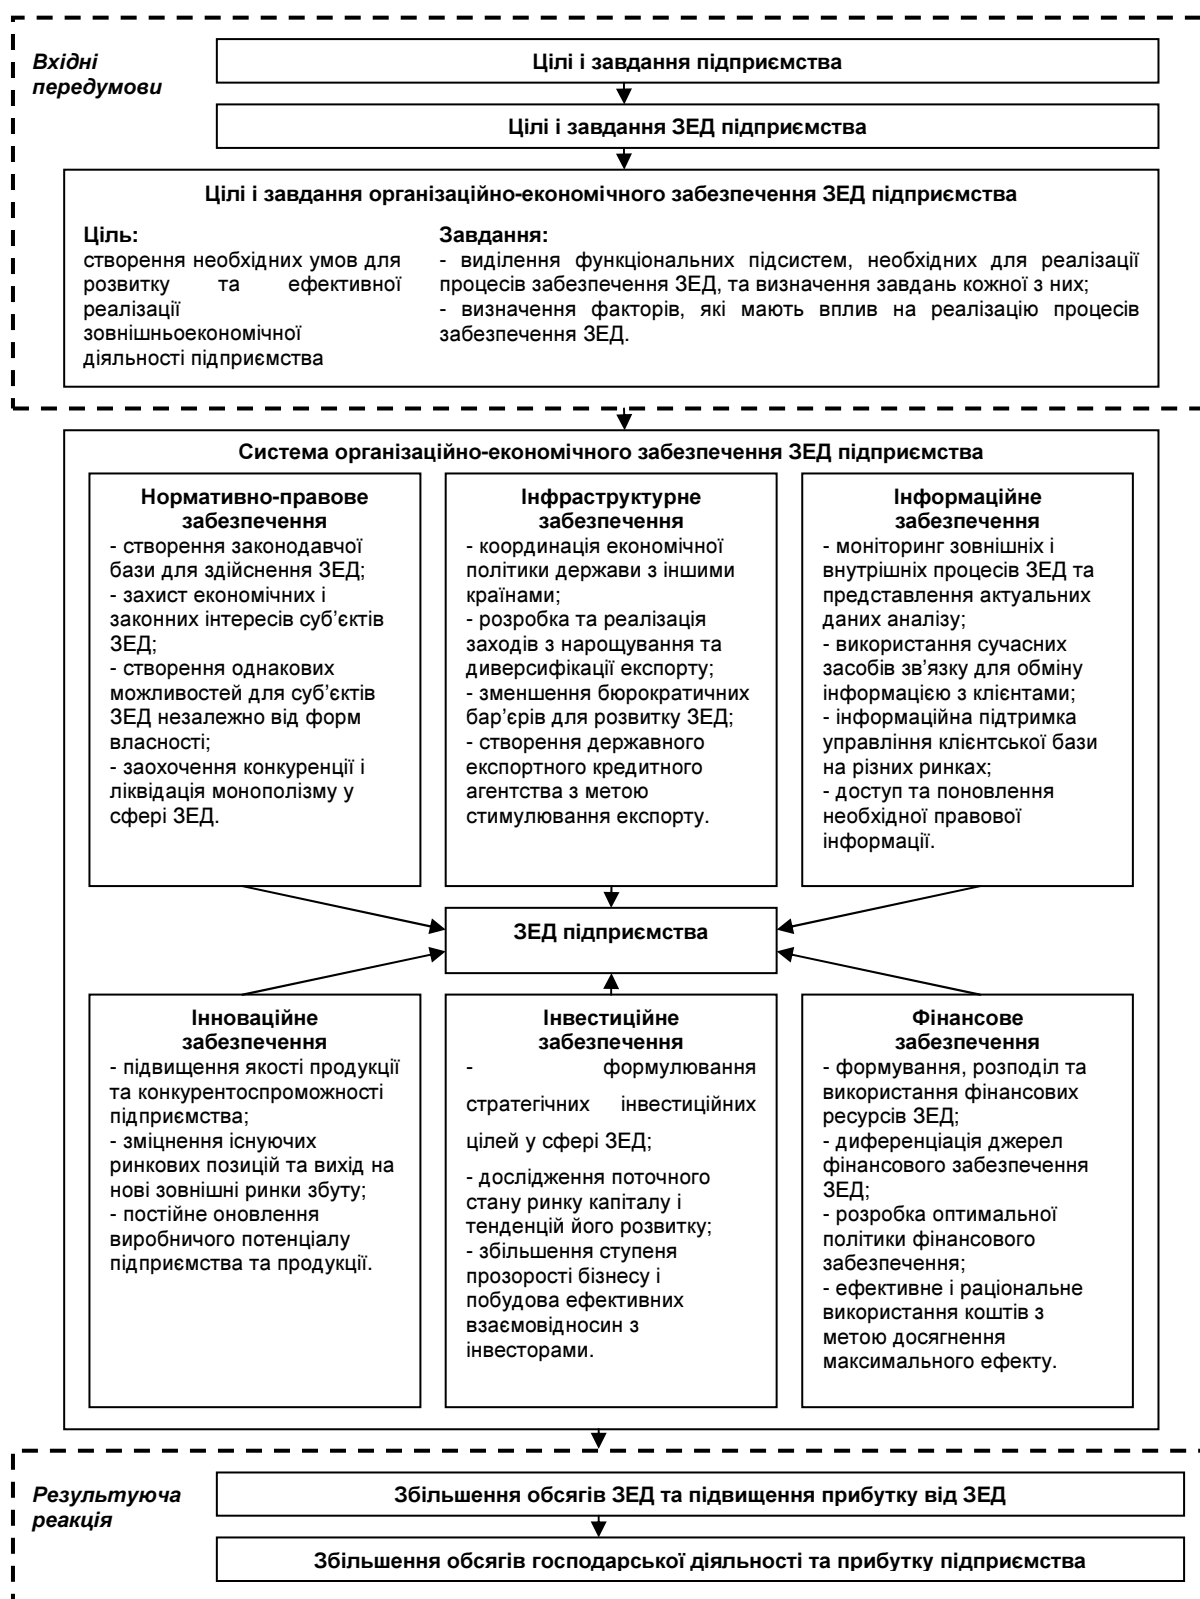 Вхідні
передумови
Цілі і завдання підприємства
Цілі і завдання ЗЕД підприємства
Цілі і завдання організаційно-економічного забезпечення ЗЕД підприємства
Ціль:
створення необхідних умов для
розвитку та ефективної
реалізації
зовнішньоекономічної
діяльності підприємства
Завдання:
- виділення функціональних підсистем, необхідних для реалізації
процесів забезпечення ЗЕД, та визначення завдань кожної з них;
- визначення факторів, які мають вплив на реалізацію процесів
забезпечення ЗЕД.
Система організаційно-економічного забезпечення ЗЕД підприємства
Нормативно-правове
забезпечення
- створення законодавчої
бази для здійснення ЗЕД;
- захист економічних і
законних інтересів суб’єктів
ЗЕД;
- створення однакових
можливостей для суб’єктів
ЗЕД незалежно від форм
власності;
- заохочення конкуренції і
ліквідація монополізму у
сфері ЗЕД.
Інфраструктурне
забезпечення
- координація економічної
політики держави з іншими
країнами;
- розробка та реалізація
заходів з нарощування та
диверсифікації експорту;
- зменшення бюрократичних
бар’єрів для розвитку ЗЕД;
- створення державного
експортного кредитного
агентства з метою
стимулювання експорту.
Інформаційне
забезпечення
- моніторинг зовнішніх і
внутрішніх процесів ЗЕД та
представлення актуальних
даних аналізу;
- використання сучасних
засобів зв’язку для обміну
інформацією з клієнтами;
- інформаційна підтримка
управління клієнтської бази
на різних ринках;
- доступ та поновлення
необхідної правової
інформації.
ЗЕД підприємства
Інноваційне
забезпечення
- підвищення якості продукції
та конкурентоспроможності
підприємства;
- зміцнення існуючих
ринкових позицій та вихід на
нові зовнішні ринки збуту;
- постійне оновлення
виробничого потенціалу
підприємства та продукції.
Інвестиційне
забезпечення
- формулювання
стратегічних інвестиційних
цілей у сфері ЗЕД;
- дослідження поточного
стану ринку капіталу і
тенденцій його розвитку;
- збільшення ступеня
прозорості бізнесу і
побудова ефективних
взаємовідносин з
інвесторами.
Фінансове
забезпечення
- формування, розподіл та
використання фінансових
ресурсів ЗЕД;
- диференціація джерел
фінансового забезпечення
ЗЕД;
- розробка оптимальної
політики фінансового
забезпечення;
- ефективне і раціональне
використання коштів з
метою досягнення
максимального ефекту.
Результуюча
реакція
Збільшення обсягів ЗЕД та підвищення прибутку від ЗЕД
Збільшення обсягів господарської діяльності та прибутку підприємства